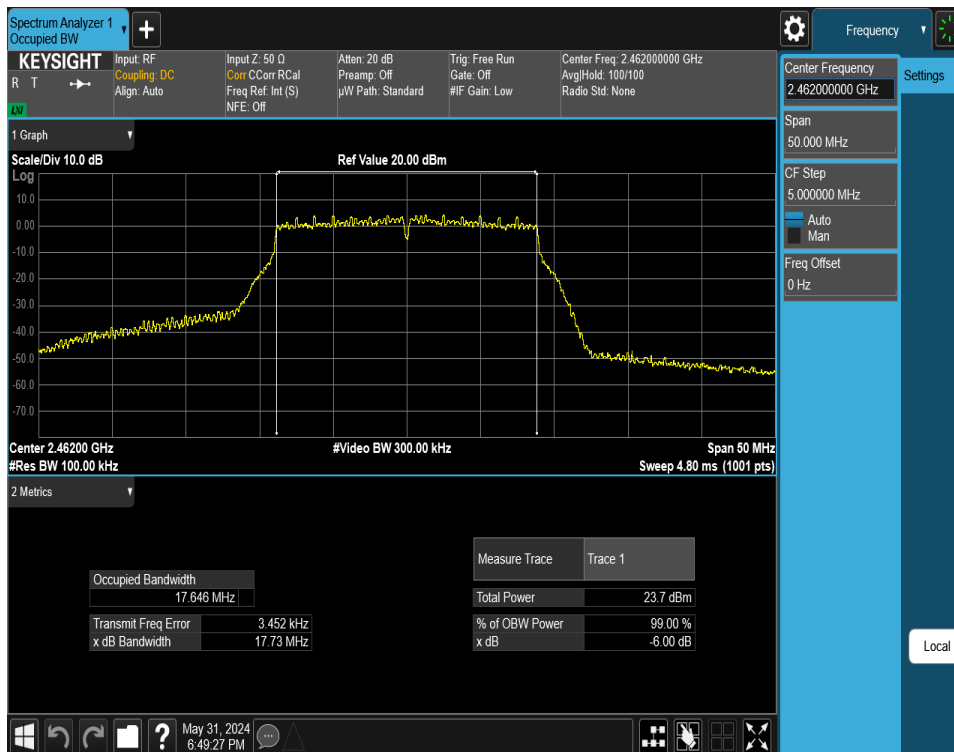 Spectrum Analyzer 1
Occupied BW
Frequency
KEYSIGHT
R T
LXI
Input: RF
Coupling: DC
Align: Auto
Input Z: 50 Ω
Corr CCorr RCal
Freq Ref: Int (S)
NFE: Off
Atten: 20 dB
Preamp: Off
µW Path: Standard
Trig: Free Run
Gate: Off
#IF Gain: Low
Center Freq: 2.462000000 GHz
Avg|Hold: 100/100
Radio Std: None
Center Frequency
2.462000000 GHz
Settings
Span
50.000 MHz
CF Step
5.000000 MHz
Auto
Man
Freq Offset
0 Hz
Local
1 Graph
Scale/Div 10.0 dB
Ref Value 20.00 dBm
Log
10.0
0.00
-10.0
-20.0
-30.0
-40.0
-50.0
-60.0
-70.0
Center 2.46200 GHz
#Video BW 300.00 kHz
Span 50 MHz
#Res BW 100.00 kHz
Sweep 4.80 ms (1001 pts)
2 Metrics
Occupied Bandwidth
17.646 MHz
Transmit Freq Error 3.452 kHz
x dB Bandwidth 17.73 MHz
Measure Trace Trace 1
Total Power 23.7 dBm
% of OBW Power 99.00 %
x dB -6.00 dB
?
May 31, 2024
6:49:27 PM